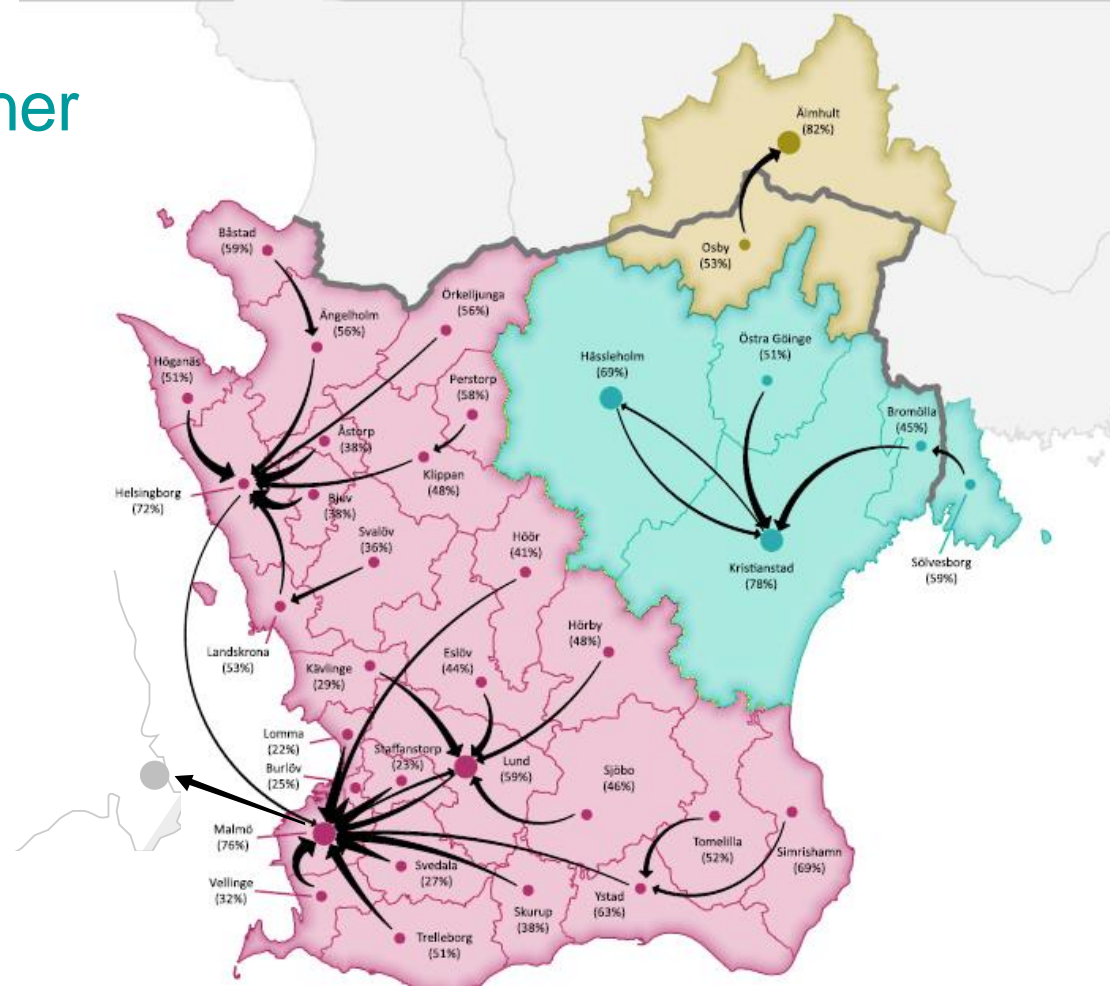 ner
Älmhult
(82%)
Osby
(53%)
Båstad
(59%)
Örkelljunga
(56%)
Ängelholm
(56%)
Höganäs
(51%)
Hässleholm
(69%)
Östra Göinge
(51%)
Perstorp
(58%)
Bromölla
(45%)
Åstorp
(38%)
Klippan
(48%)
Helsingborg
(72%)
Bjuv
(38%)
Svalöv
(36%)
Höör
(41%)
Kristianstad
(78%)
Sölvesborg
(59%)
Hörby
(48%)
Landskrona
(53%)
Eslöv
(44%)
Kävlinge
(29%)
Lomma
(22%)
Staffanstorp
(23%)
Lund
(59%)
Burlöv
(25%)
Sjöbo
(46%)
Malmö
(76%)
Tomelilla
(52%)
Simrishamn
(69%)
Svedala
(27%)
Vellinge
(32%)
Ystad
(63%)
Skurup
(38%)
Trelleborg
(51%)